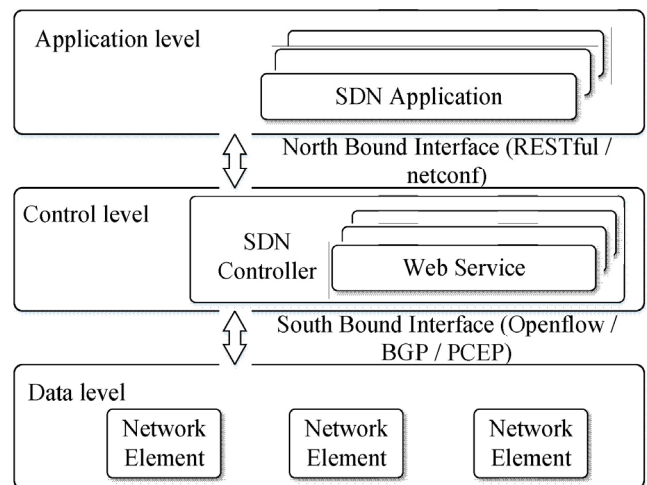 Application level
SDN Application
North Bound Interface (RESTful /
netconf)
Control level
SDN
Controller
Web Service
South Bound Interface (Openflow /
BGP / PCEP)
Data level
Network
Element
Network
Element
Network
Element